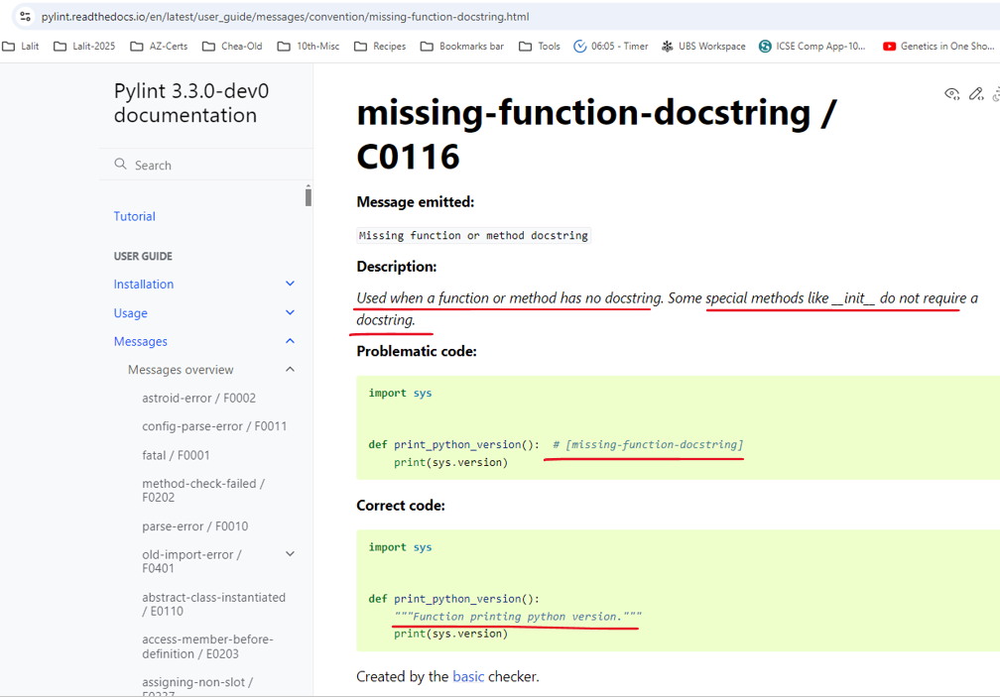 pylint.readthedocs.io/en/latest/user_guide/messages/convention/missing-function-docstring.html
Lalit Lalit-2025 AZ-Certs Chea-Old 10th-Misc Recipes Bookmarks bar Tools 06:05 - Timer UBS Workspace ICSE Comp App-10... Genetics in One Sho...
Pylint 3.3.0-dev0
documentation
Search
Tutorial
USER GUIDE
Installation
Usage
Messages
Messages overview
astroid-error / F0002
config-parse-error / F0011
fatal / F0001
method-check-failed /
F0202
parse-error / F0010
old-import-error /
F0401
abstract-class-instantiated
/ E0110
access-member-before-
definition / E0203
assigning-non-slot /
missing-function-docstring /
C0116
Message emitted:
Missing function or method docstring
Description:
Used when a function or method has no docstring. Some special methods like __init__ do not require a
docstring.
Problematic code:
import sys
def print_python_version():  # [missing-function-docstring]
    print(sys.version)
Correct code:
import sys
def print_python_version():
    """Function printing python version."""
    print(sys.version)
Created by the basic checker.